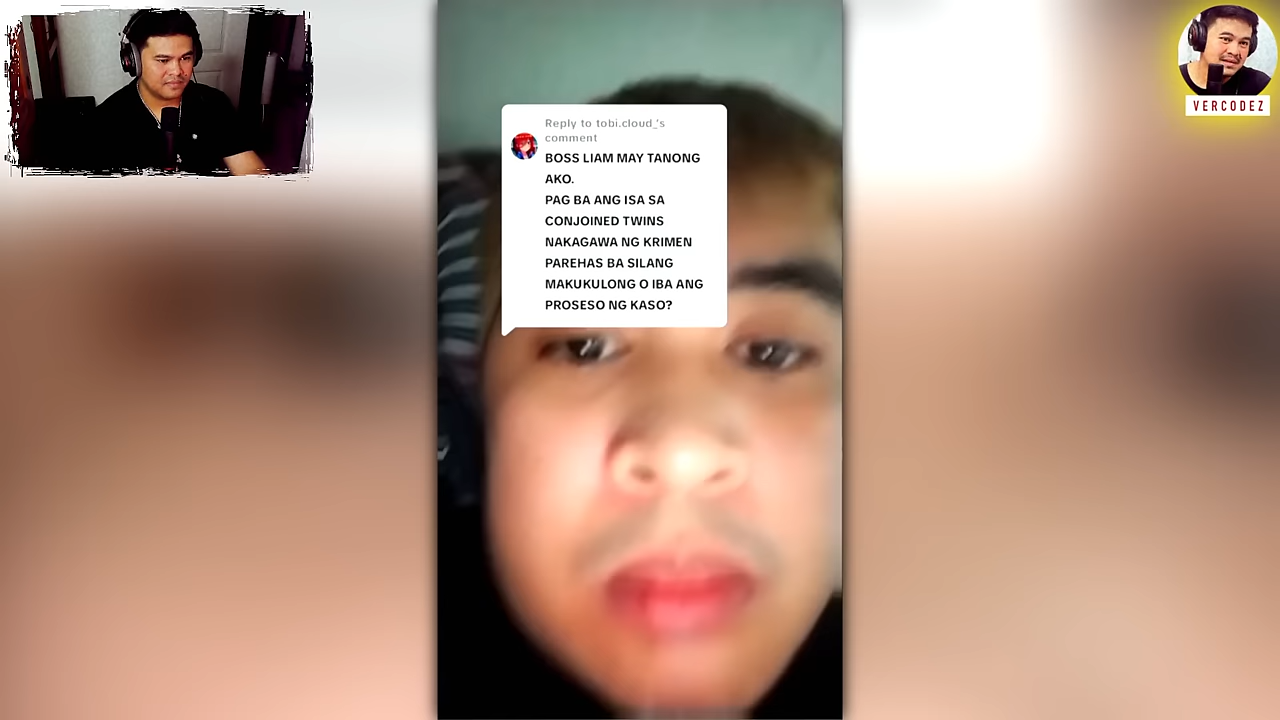 Reply to tobi.cloud_'s
comment
BOSS LIAM MAY TANONG
AKO.
PAG BA ANG ISA SA
CONJOINED TWINS
NAKAGAWA NG KRIMEN
PAREHAS BA SILANG
MAKUKULONG O IBA ANG
PROSESO NG KASO?
VERCODEZ